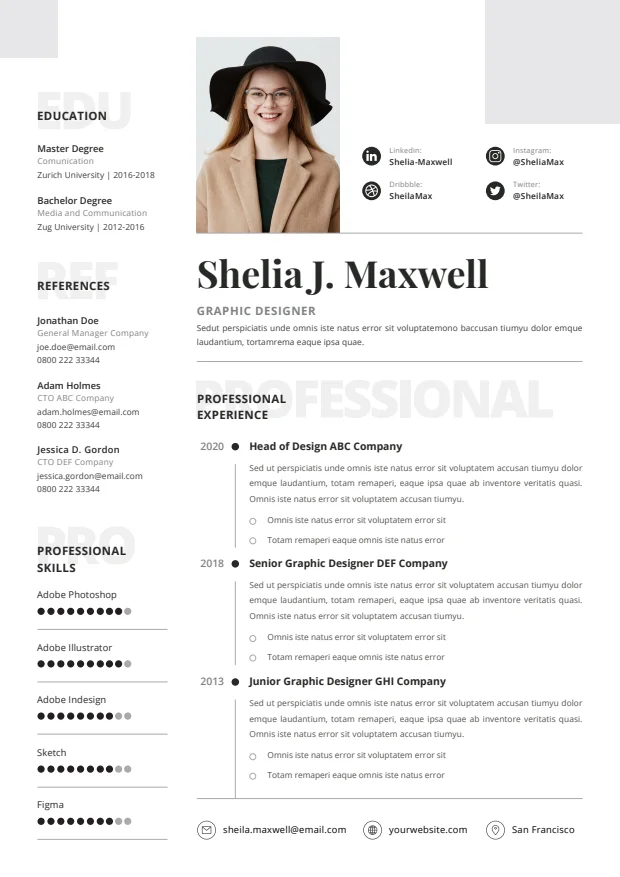 EDU
EDUCATION
Master Degree
Comunication
Zurich University | 2016-2018
Bachelor Degree
Media and Communication
Zug University | 2012-2016
REF
REFERENCES
Jonathan Doe
General Manager Company
joe.doe@email.com
0800 222 33344
Adam Holmes
CTO ABC Company
adam.holmes@email.com
0800 222 33344
Jessica D. Gordon
CTO DEF Company
jessica.gordon@email.com
0800 222 33344
PRO
PROFESSIONAL
SKILLS
Adobe Photoshop
Adobe Illustrator
Adobe Indesign
Sketch
Figma
Linkedin:
Shelia-Maxwell
Instagram:
@SheliaMax
Dribbble:
SheilaMax
Twitter:
@SheilaMax
Shelia J. Maxwell
GRAPHIC DESIGNER
Sedut perspiciatis unde omnis iste natus error sit voluptatemono baccusan tiumyu dolor emque
laudantium, tortamrema eaque ipsa quae.
PROFESSIONAL
PROFESSIONAL
EXPERIENCE
2020 Head of Design ABC Company
Sed ut perspiciatis unde omnis iste natus error sit voluptatem accusan tiumyu dolor
emque laudantium, totam remaperi, eaque ipsa quae ab inventore veritatis quasi.
Omnis iste natus error sit voluptatem accusan tiumyu.
Omnis iste natus error sit voluptatem error sit
Totam remaperi eaque omnis iste natus error
2018 Senior Graphic Designer DEF Company
Sed ut perspiciatis unde omnis iste natus error sit voluptatem accusan tiumyu dolor
emque laudantium, totam remaperi, eaque ipsa quae ab inventore veritatis quasi.
Omnis iste natus error sit voluptatem accusan tiumyu.
Omnis iste natus error sit voluptatem error sit
Totam remaperi eaque omnis iste natus error
2013 Junior Graphic Designer GHI Company
Sed ut perspiciatis unde omnis iste natus error sit voluptatem accusan tiumyu dolor
emque laudantium, totam remaperi, eaque ipsa quae ab inventore veritatis quasi.
Omnis iste natus error sit voluptatem accusan tiumyu.
Omnis iste natus error sit voluptatem error sit
Totam remaperi eaque omnis iste natus error
sheila.maxwell@email.com
yourwebsite.com
San Francisco